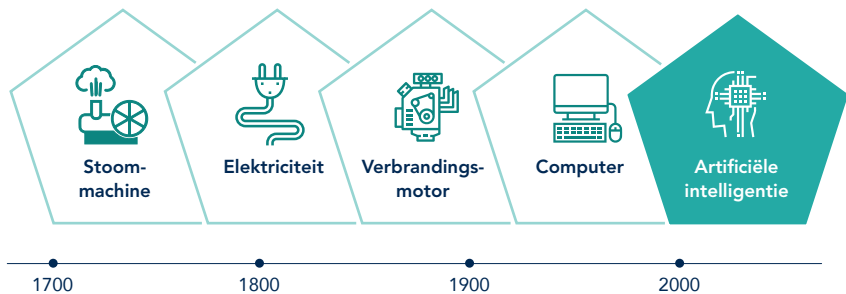 Stoom-
machine
Elektriciteit
Verbrandings-
motor
Computer
Artificiële
intelligentie
1700
1800
1900
2000